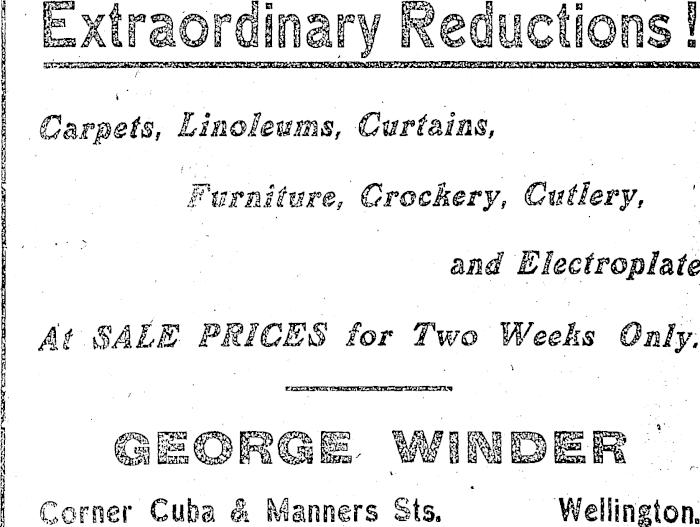 Extraordinary Reductions!
Carpets, Linoleums, Curtains,
Furniture, Crockery, Cutlery,
and Electroplate
At SALE PRICES for Two Weeks Only.
GEORGE WINDER
Corner Cuba & Manners Sts. Wellington.